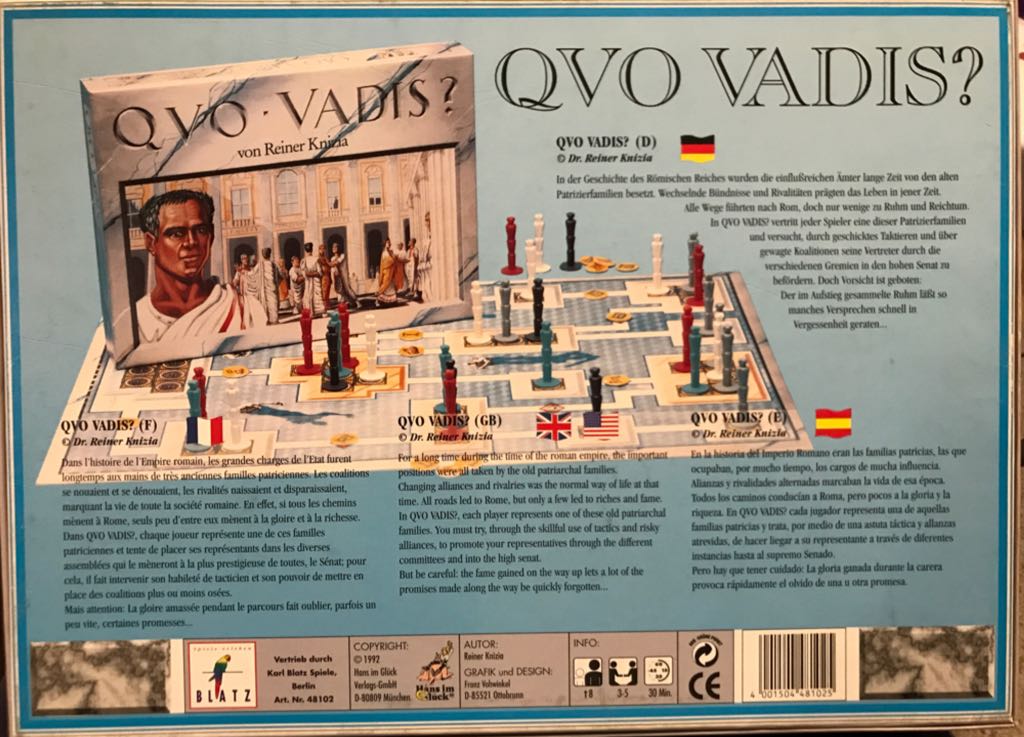 QVO VADIS?
QVO · VADIS?
von Reiner Knizia
QVO VADIS? (D)
© Dr. Reiner Knizia
In der Geschichte des Römischen Reiches wurden die einflußreichen Ämter lange Zeit von den alten
Patrizierfamilien besetzt. Wechselnde Bündnisse und Rivalitäten prägten das Leben in jener Zeit.
Alle Wege führten nach Rom, doch nur wenige zu Ruhm und Reichtum.
In QVO VADIS? vertritt jeder Spieler eine dieser Patrizierfamilien
und versucht, durch geschicktes Taktieren und über
gewagte Koalitionen seine Vertreter durch die
verschiedenen Gremien in den hohen Senat zu
befördern. Doch Vorsicht ist geboten:
Der im Aufstieg gesammelte Ruhm läßt so
manches Versprechen schnell in
Vergessenheit geraten...
QVO VADIS? (F)
© Dr. Reiner Knizia
Dans l'histoire de l'Empire romain, les grandes charges de l'Etat furent
longtemps aux mains de très anciennes familles patriciennes. Les coalitions
se nouaient et se dénouaient, les rivalités naissaient et disparaissaient,
marquant la vie de toute la société romaine. En effet, si tous les chemins
mènent à Rome, seuls peu d'entre eux mènent à la gloire et à la richesse.
Dans QVO VADIS?, chaque joueur représente une de ces familles
patriciennes et tente de placer ses représentants dans les diverses
assemblées qui le mèneront à la plus prestigieuse de toutes, le Sénat; pour
cela, il fait intervenir son habileté de tacticien et son pouvoir de mettre en
place des coalitions plus ou moins osées.
Mais attention: La gloire amassée pendant le parcours fait oublier, parfois un
peu vite, certaines promesses...
QVO VADIS? (GB)
© Dr. Reiner Knizia
For a long time during the time of the roman empire, the important
positions were all taken by the old patriarchal families.
Changing alliances and rivalries was the normal way of life at that
time. All roads led to Rome, but only a few led to riches and fame.
In QVO VADIS?, each player represents one of these old patriarchal
families. You must try, through the skillful use of tactics and risky
alliances, to promote your representatives through the different
committees and into the high senat.
But be careful: the fame gained on the way up lets a lot of the
promises made along the way be quickly forgotten...
QVO VADIS? (E)
© Dr. Reiner Knizia
En la historia del Imperio Romano eran las familias patricias, las que
ocupaban, por mucho tiempo, los cargos de mucha influencia.
Alianzas y rivalidades alternadas marcaban la vida de esa época.
Todos los caminos conducían a Roma, pero pocos a la gloria y la
riqueza. En QVO VADIS? cada jugador representa una de aquellas
familias patricias y trata, por medio de una astuta táctica y allanzas
atrevidas, de hacer llegar a su representante a través de diferentes
instancias hasta al supremo Senado.
Pero hay que tener cuidado: La gloria ganada durante la carera
provoca rápidamente el olvido de una u otra promesa.
spiele-erleben
BLATZ
Vertrieb durch
Karl Blatz Spiele,
Berlin
Art. Nr. 48102
COPYRIGHT:
© 1992
Hans im Glück
Verlags-GmbH
D-80809 München
Hans im
Glück
AUTOR:
Reiner Knizia
GRAFIK und DESIGN:
Franz Vohwinkel
D-85521 Ottobrunn
INFO:
+8
3-5
30 Min.
CE
4 001504 481025